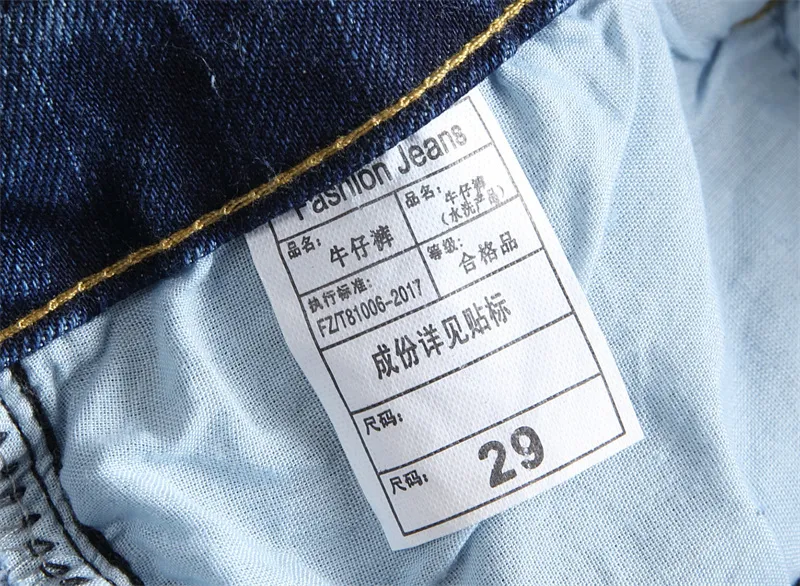 Fashion Jeans
品名: 牛仔裤
品名: 牛仔裤
(水洗产品)
执行标准:
FZ/T81006-2017
等级: 合格品
成份详见贴标
尺码:
尺码: 29